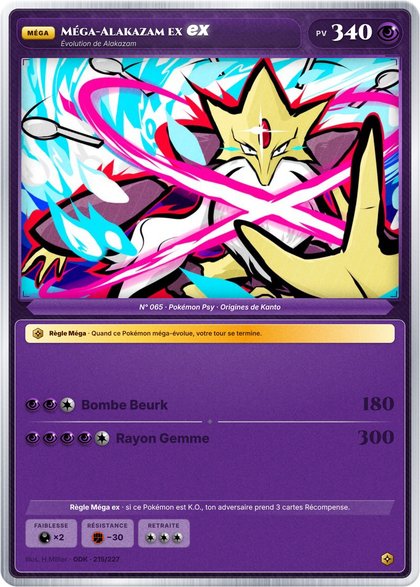 MÉGA Méga-Alakazam ex ex PV 340
Évolution de Alakazam
N° 065 · Pokémon Psy · Origines de Kanto
Règle Méga · Quand ce Pokémon méga-évolue, votre tour se termine.
Bombe Beurk 180
Rayon Gemme 300
Règle Méga ex · si ce Pokémon est K.O., ton adversaire prend 3 cartes Récompense.
FAIBLESSE RÉSISTANCE RETRAITE
×2 −30
Illus. H.Miller · ODK · 215/227